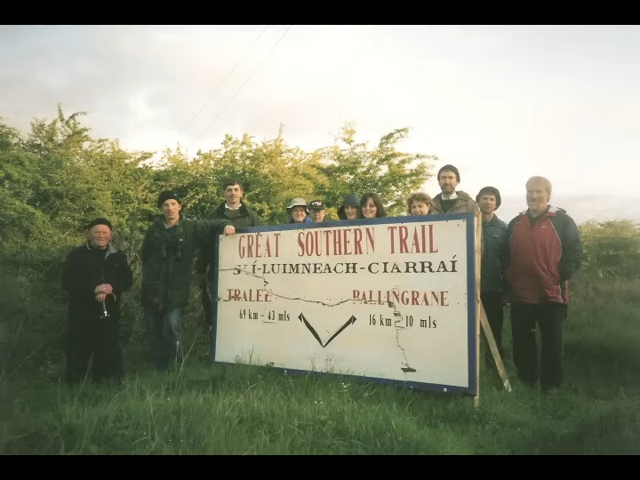 GREAT SOUTHERN TRAIL
SLÍ-LUIMNEACH-CIARRAÍ
TRALEE BALLINGRANE
69 km - 43 mls 16 km - 10 mls